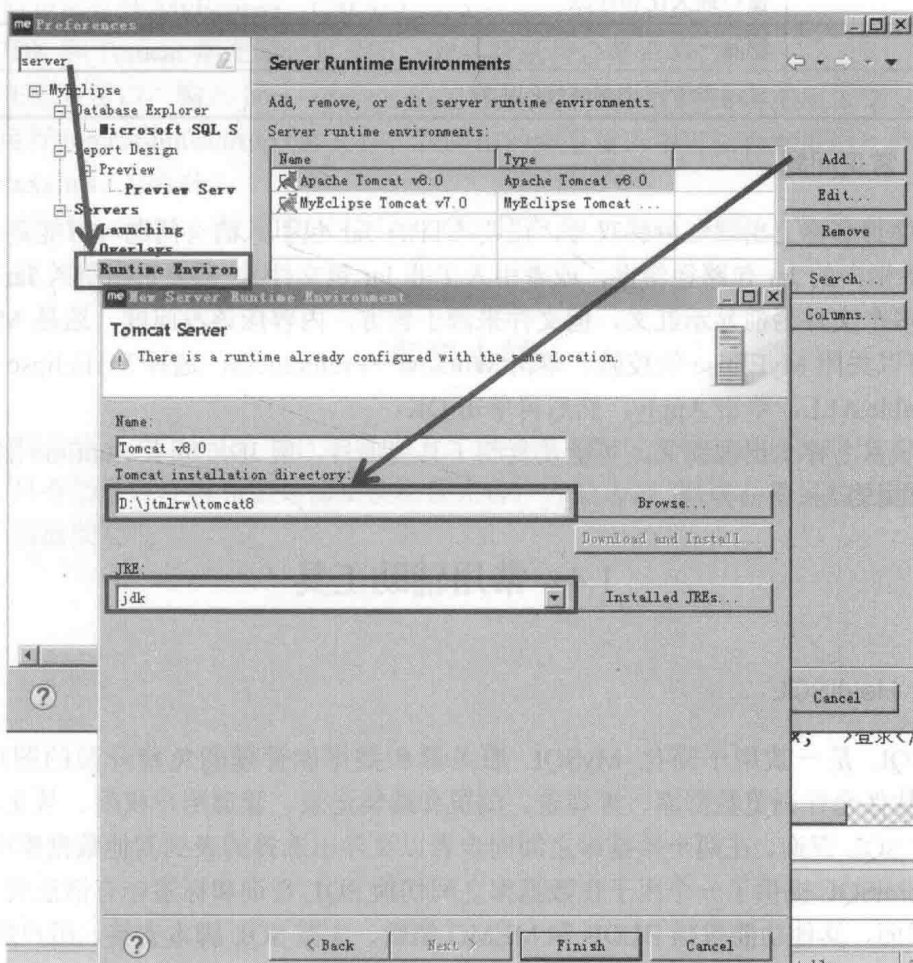 me Preferences
server
MyEclipse
Database Explorer
Microsoft SQL S
Report Design
Preview
Preview Serv
Servers
Launching
Overlays
Runtime Environ
Server Runtime Environments
Add, remove, or edit server runtime environments.
Server runtime environments:
Name Type
Apache Tomcat v8.0 Apache Tomcat v8.0
MyEclipse Tomcat v7.0 MyEclipse Tomcat ...
Add...
Edit...
Remove
Search...
Columns...
me New Server Runtime Environment
Tomcat Server
There is a runtime already configured with the same location.
Name:
Tomcat v8.0
Tomcat installation directory:
D:\jtmlrw\tomcat8
Browse...
Download and Install...
JRE:
jdk
Installed JREs...
Cancel
登录</
? < Back Next > Finish Cancel